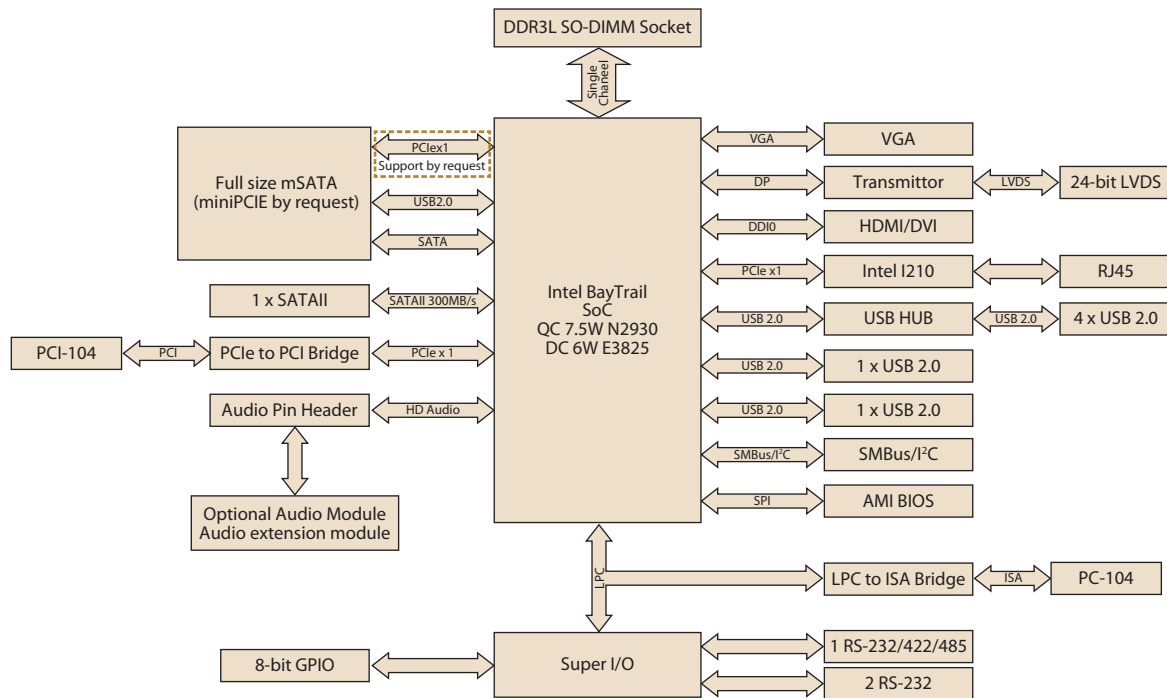 DDR3L SO-DIMM Socket
Single
Chaneel
PCIex1
Support by request
Full size mSATA
(miniPCIE by request)
USB2.0
SATA
1 x SATAII
SATAII 300MB/s
PCI-104
PCI
PCIe to PCI Bridge
PCIe x 1
Audio Pin Header
HD Audio
Optional Audio Module
Audio extension module
Intel BayTrail
SoC
QC 7.5W N2930
DC 6W E3825
VGA
VGA
DP
Transmittor
LVDS
24-bit LVDS
DDI0
HDMI/DVI
PCIe x1
Intel I210
RJ45
USB 2.0
USB HUB
USB 2.0
4 x USB 2.0
USB 2.0
1 x USB 2.0
USB 2.0
1 x USB 2.0
SMBus/I²C
SMBus/I²C
SPI
AMI BIOS
LPC
LPC to ISA Bridge
ISA
PC-104
8-bit GPIO
Super I/O
1 RS-232/422/485
2 RS-232